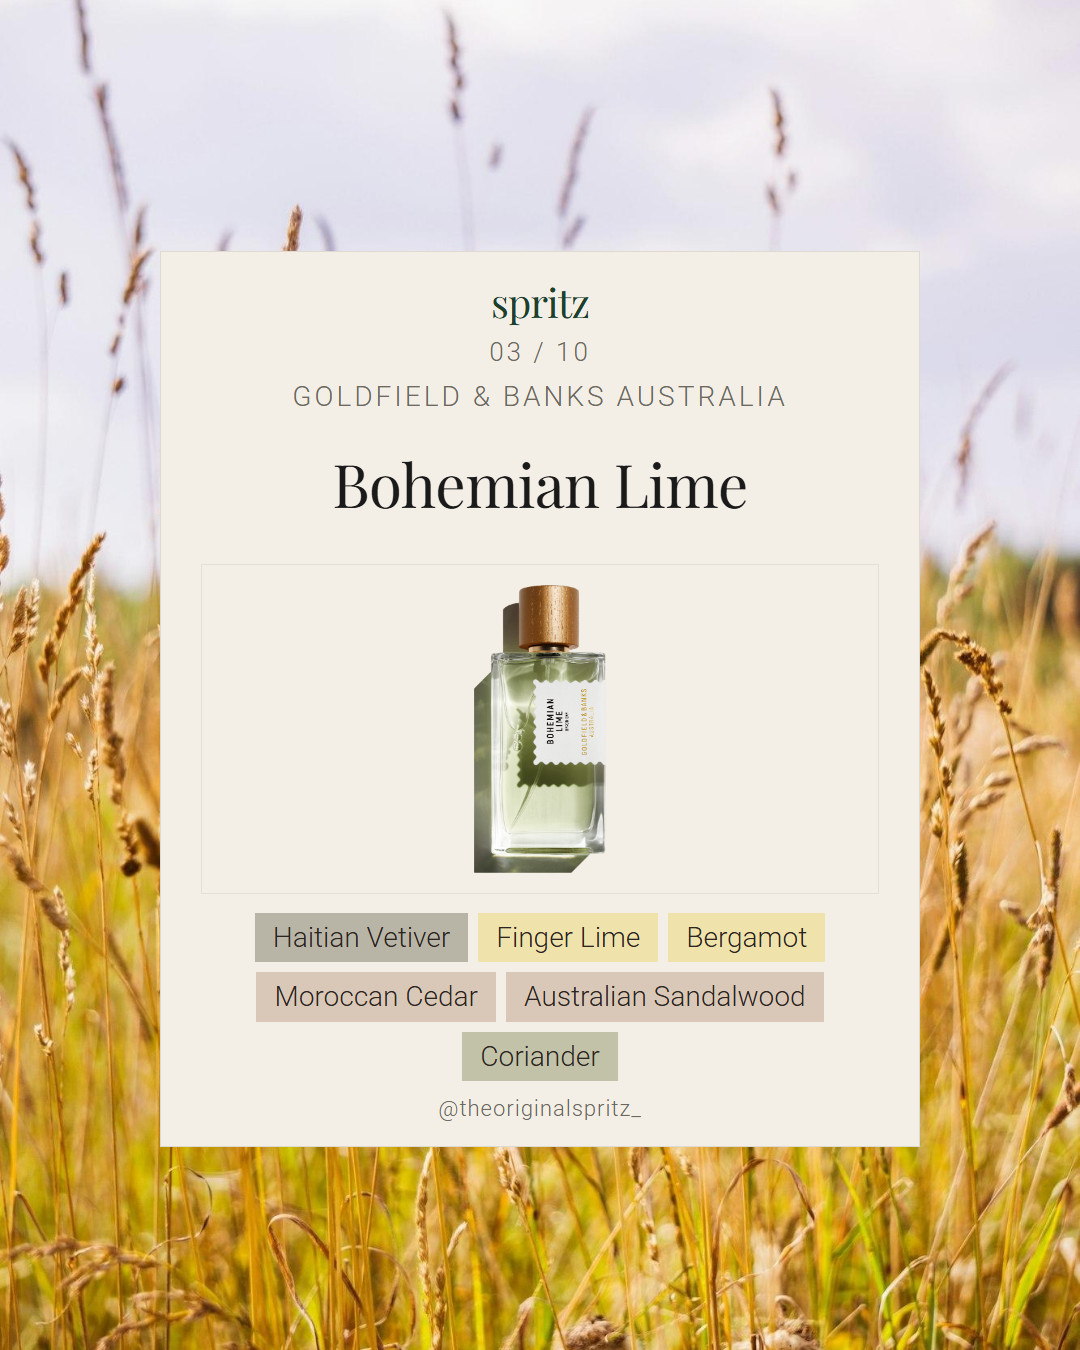 spritz
03 / 10
GOLDFIELD & BANKS AUSTRALIA
Bohemian Lime
BOHEMIAN
LIME
GOLDFIELD & BANKS
AUSTRALIA
Haitian Vetiver Finger Lime Bergamot
Moroccan Cedar Australian Sandalwood
Coriander
@theoriginalspritz_